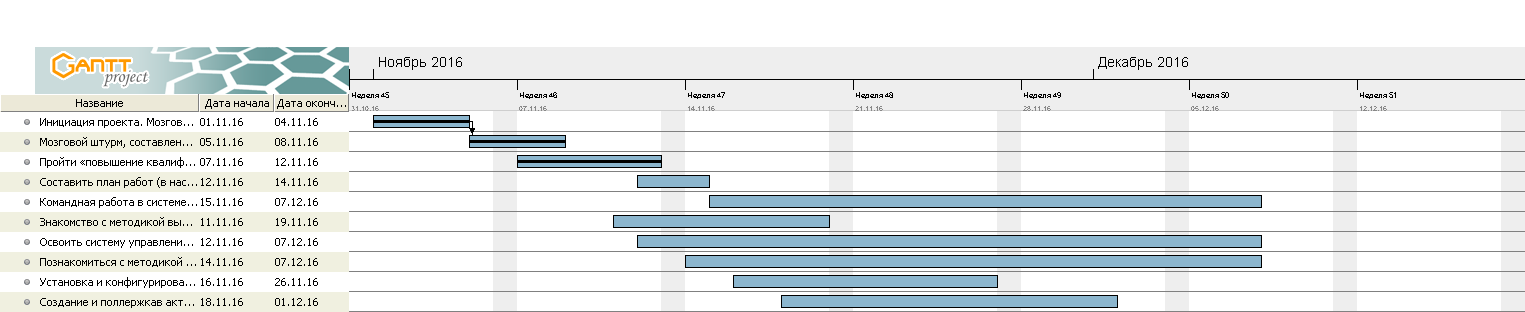 GANTT
project
Ноябрь 2016
Декабрь 2016
Неделя 45
Неделя 46
Неделя 47
Неделя 48
Неделя 49
Неделя 50
Неделя 51
31.10.16
07.11.16
14.11.16
21.11.16
28.11.16
05.12.16
12.12.16
Название Дата начала Дата оконч...
Инициация проекта. Мозгов... 01.11.16 04.11.16
Мозговой штурм, составлен... 05.11.16 08.11.16
Пройти «повышение квалиф... 07.11.16 12.11.16
Составить план работ (в нас... 12.11.16 14.11.16
Командная работа в системе... 15.11.16 07.12.16
Знакомство с методикой вы... 11.11.16 19.11.16
Освоить систему управлени... 12.11.16 07.12.16
Познакомиться с методикой ... 14.11.16 07.12.16
Установка и конфигурирова... 16.11.16 26.11.16
Создание и поллержкав акт... 18.11.16 01.12.16